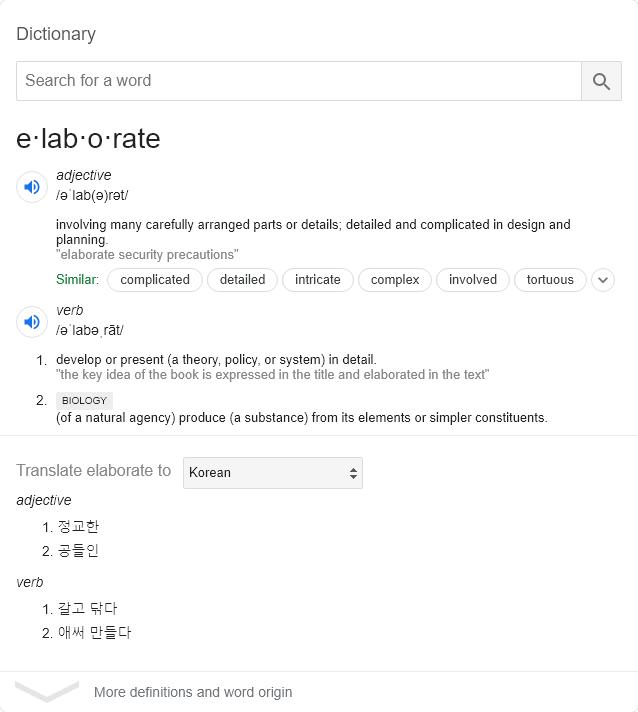 Dictionary
Search for a word
e·lab·o·rate
adjective
/əˈlab(ə)rət/
involving many carefully arranged parts or details; detailed and complicated in design and
planning.
"elaborate security precautions"
Similar: complicated detailed intricate complex involved tortuous
verb
/əˈlabəˌrāt/
1. develop or present (a theory, policy, or system) in detail.
"the key idea of the book is expressed in the title and elaborated in the text"
2. BIOLOGY
(of a natural agency) produce (a substance) from its elements or simpler constituents.
Translate elaborate to Korean
adjective
1. 정교한
2. 공들인
verb
1. 갈고 닦다
2. 애써 만들다
More definitions and word origin